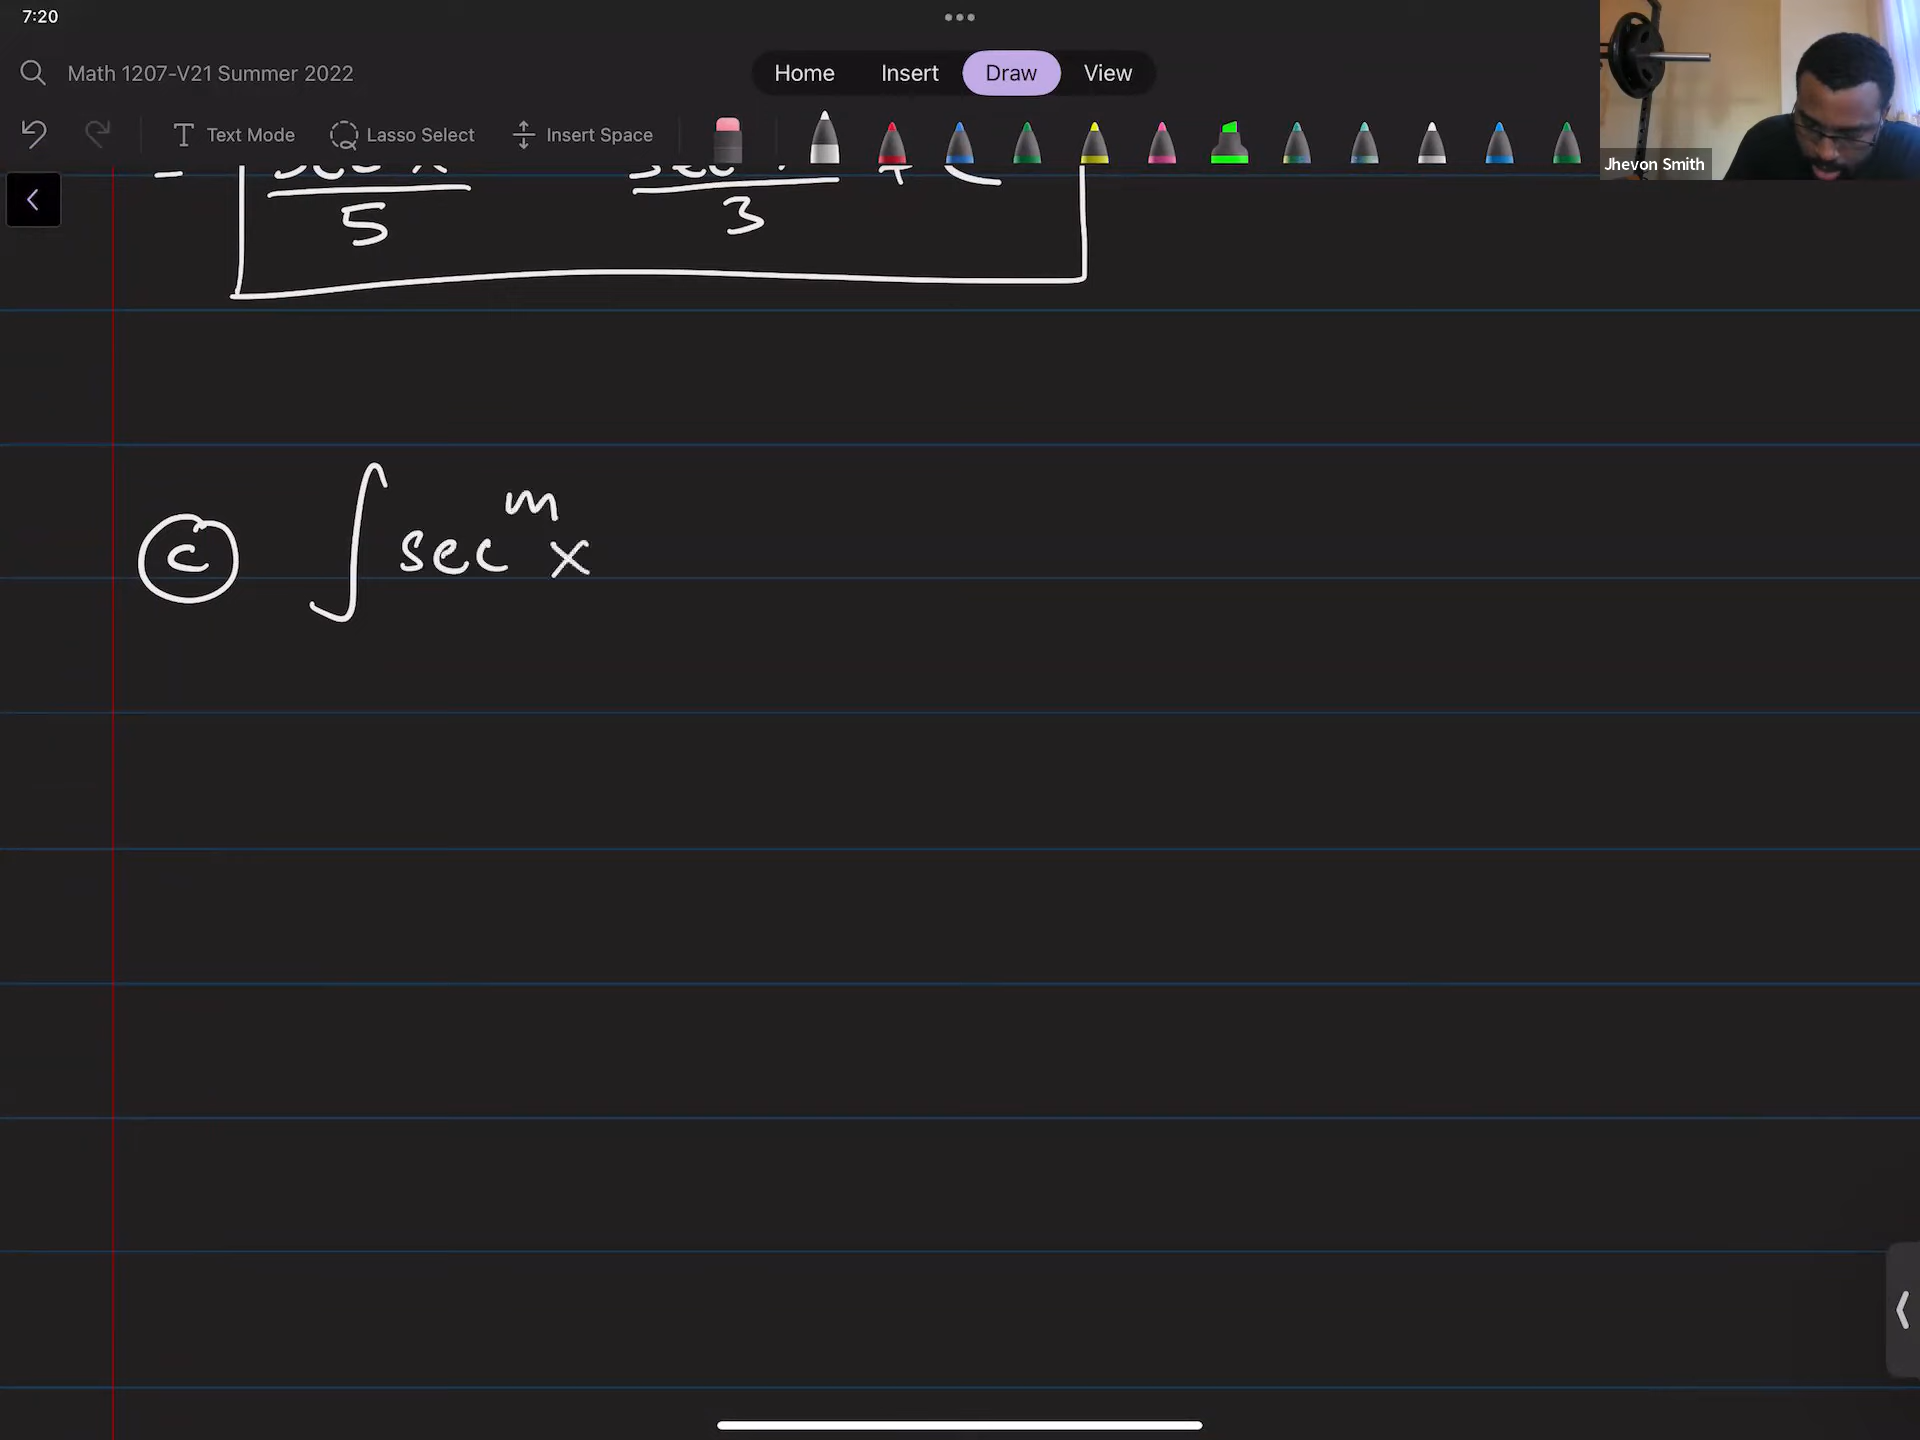 7:20
Math 1207-V21 Summer 2022
Home Insert Draw View
Text Mode Lasso Select Insert Space
Jhevon Smith
5 3 + C
ⓒ ∫ sec^m x